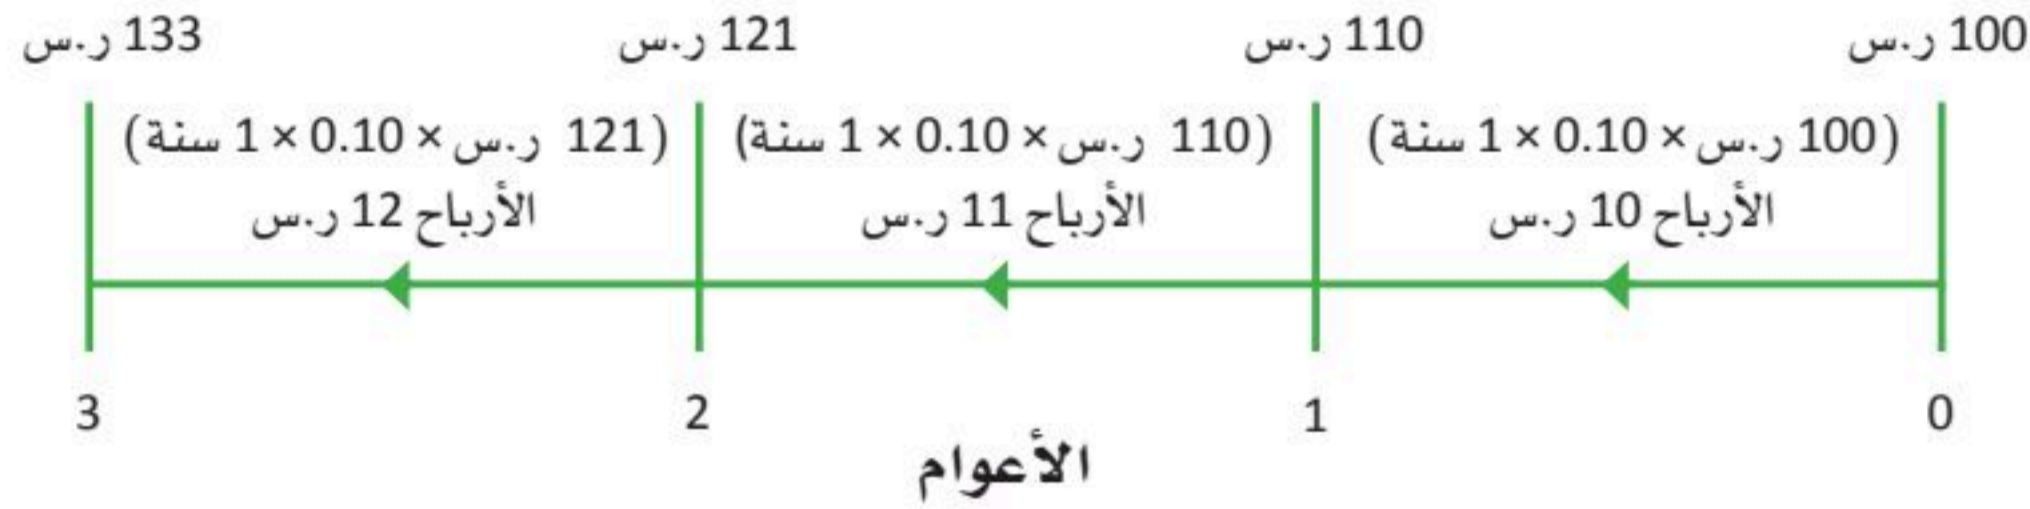 100 ر.س
110 ر.س
121 ر.س
133 ر.س
(100 ر.س × 0.10 × 1 سنة)
الأرباح 10 ر.س
(110 ر.س × 0.10 × 1 سنة)
الأرباح 11 ر.س
(121 ر.س × 0.10 × 1 سنة)
الأرباح 12 ر.س
0
1
2
3
الأعوام